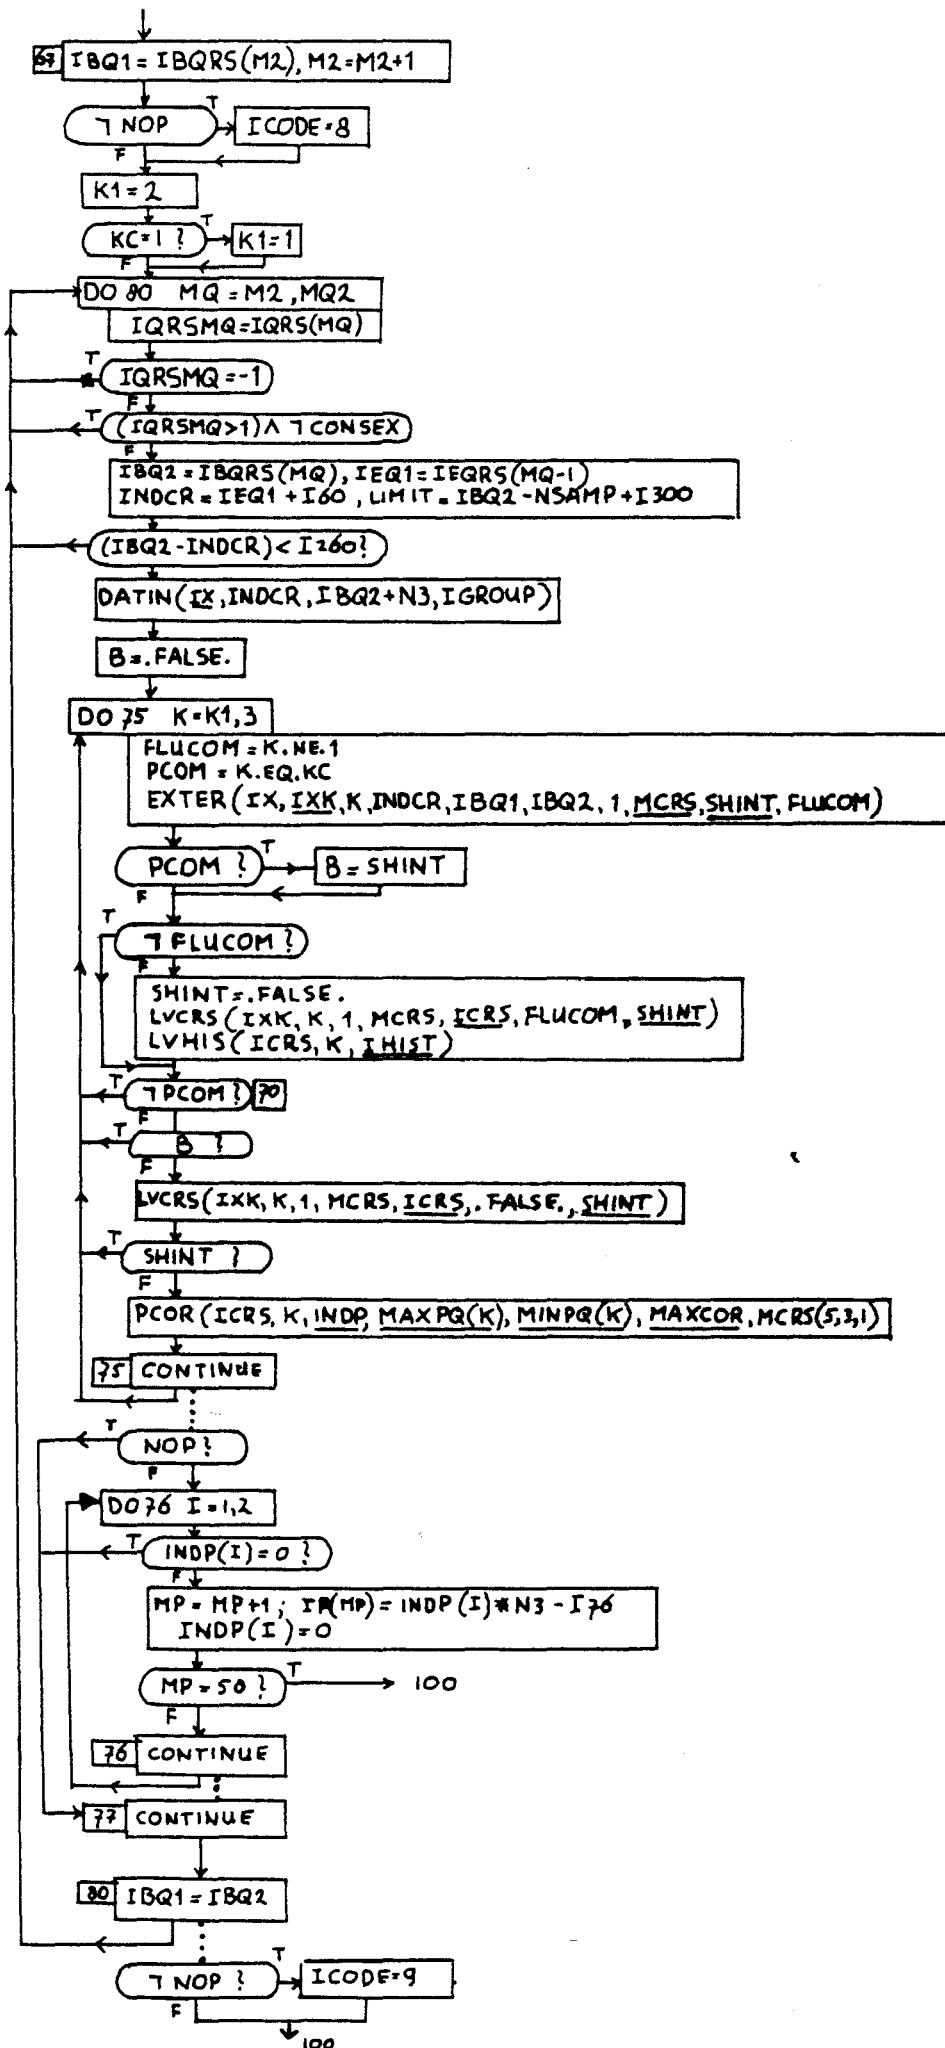 67 IBQ1 = IBQRS(M2), M2=M2+1
T
¬ NOP
ICODE=8
F
K1=2
T
KC=1 ?
K1=1
F
DO 80 MQ=M2,MQ2
IQRSMQ=IQRS(MQ)
T
IQRSMQ=-1
F
T
(IQRSMQ>1)∧ ¬ CONSEX
F
IBQ2=IBQRS(MQ), IEQ1=IEQRS(MQ-1)
INDCR=IEQ1+I60, LIMIT=IBQ2-NSAMP+I300
(IBQ2-INDCR)< I260?
DATIN(IX,INDCR,IBQ2+N3,IGROUP)
B=.FALSE.
DO 75 K=K1,3
FLUCOM=K.NE.1
PCOM=K.EQ.KC
EXTER(IX,IXK,K,INDCR,IBQ1,IBQ2,1,MCRS,SHINT,FLUCOM)
T
PCOM ?
B=SHINT
F
T
¬ FLUCOM ?
F
SHINT=.FALSE.
LVCRS(IXK,K,1,MCRS,ICRS,FLUCOM,SHINT)
LVHIS(ICRS,K,IHIST)
T
¬ PCOM ? 70
F
T
B ?
F
LVCRS(IXK,K,1,MCRS,ICRS,.FALSE.,SHINT)
T
SHINT ?
F
PCOR(ICRS,K,INDP,MAXPQ(K),MINPQ(K),MAXCOR,MCRS(5,3,1)
75 CONTINUE
T
NOP?
F
DO 76 I=1,2
T
INDP(I)=0 ?
F
MP=MP+1; IP(MP)=INDP(I)*N3-I76
INDP(I)=0
T
MP=50 ?
100
F
76 CONTINUE
77 CONTINUE
80 IBQ1=IBQ2
T
¬ NOP ?
ICODE=9
F
100